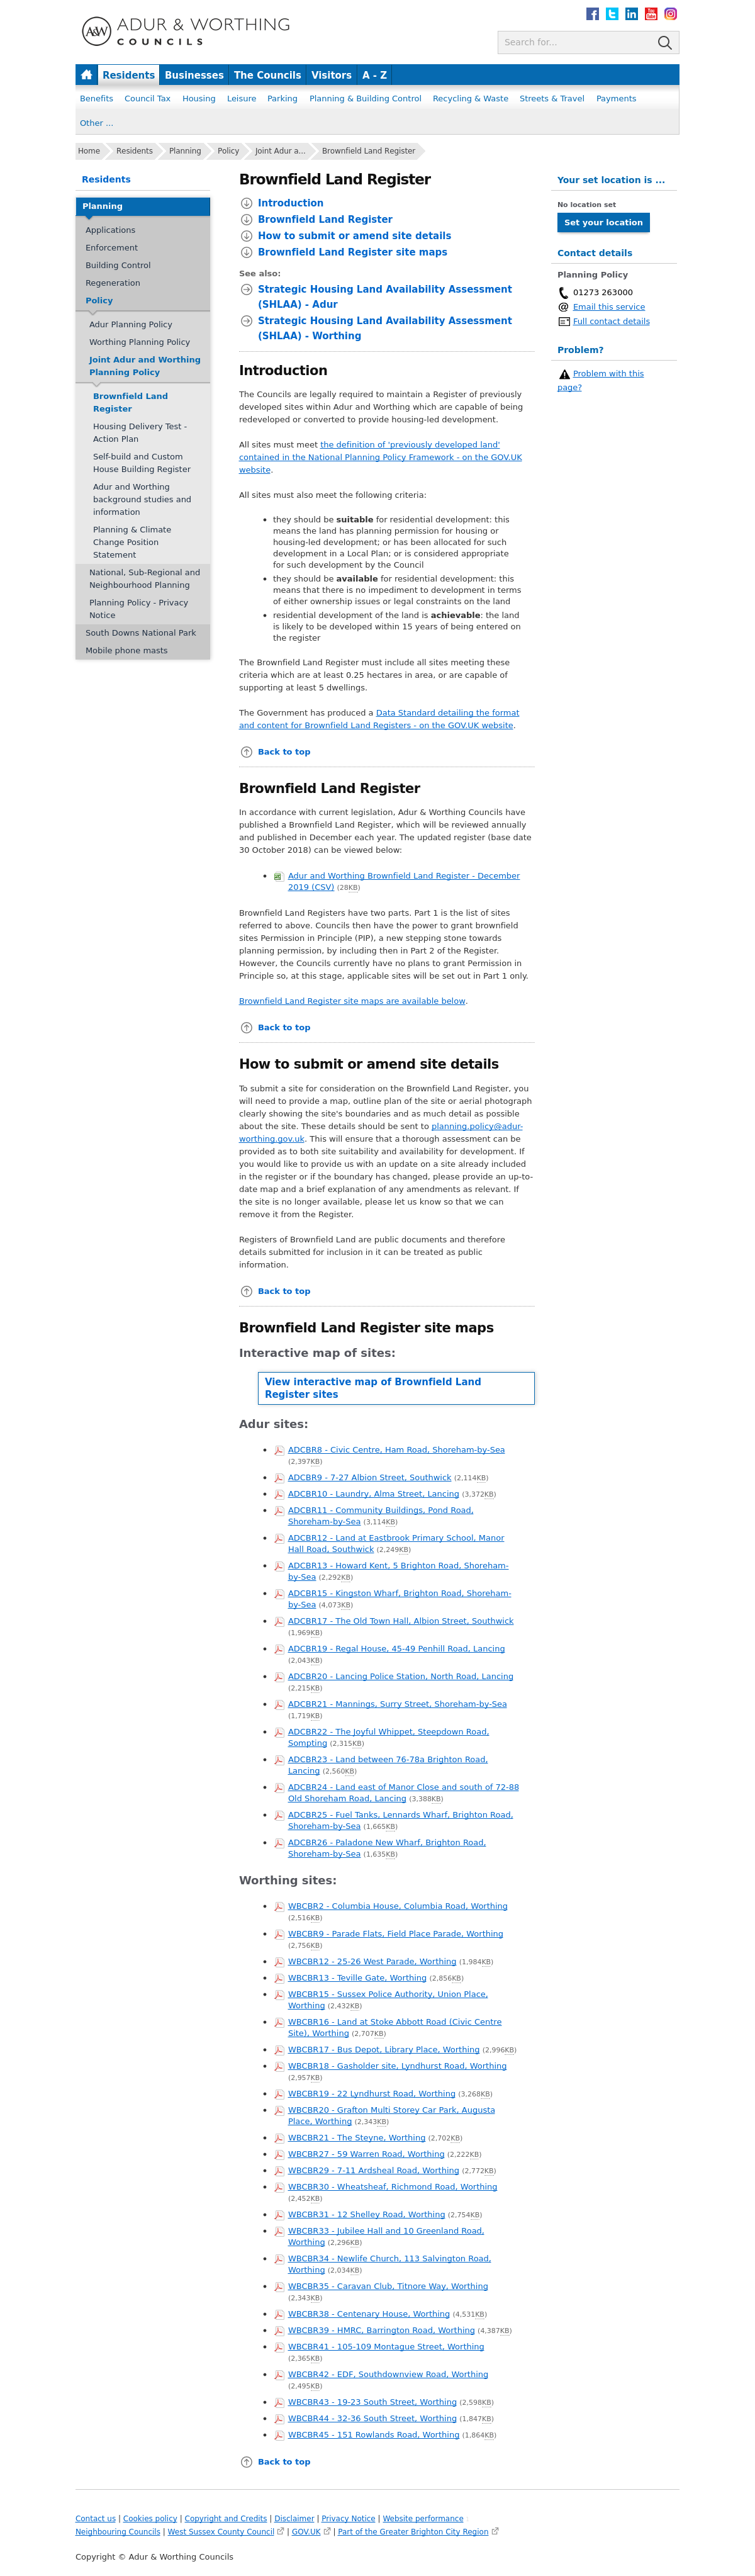 ADUR & WORTHING
COUNCILS
Search for...
Residents Businesses The Councils Visitors A - Z
Benefits Council Tax Housing Leisure Parking Planning & Building Control Recycling & Waste Streets & Travel Payments
Other ...
Home Residents Planning Policy Joint Adur a... Brownfield Land Register
Residents
Planning
Applications
Enforcement
Building Control
Regeneration
Policy
Adur Planning Policy
Worthing Planning Policy
Joint Adur and Worthing
Planning Policy
Brownfield Land
Register
Housing Delivery Test -
Action Plan
Self-build and Custom
House Building Register
Adur and Worthing
background studies and
information
Planning & Climate
Change Position
Statement
National, Sub-Regional and
Neighbourhood Planning
Planning Policy - Privacy
Notice
South Downs National Park
Mobile phone masts
Brownfield Land Register
Introduction
Brownfield Land Register
How to submit or amend site details
Brownfield Land Register site maps
See also:
Strategic Housing Land Availability Assessment
(SHLAA) - Adur
Strategic Housing Land Availability Assessment
(SHLAA) - Worthing
Introduction
The Councils are legally required to maintain a Register of previously
developed sites within Adur and Worthing which are capable of being
redeveloped or converted to provide housing-led development.
All sites must meet the definition of 'previously developed land'
contained in the National Planning Policy Framework - on the GOV.UK
website.
All sites must also meet the following criteria:
they should be suitable for residential development: this
means the land has planning permission for housing or
housing-led development; or has been allocated for such
development in a Local Plan; or is considered appropriate
for such development by the Council
they should be available for residential development: this
means that there is no impediment to development in terms
of either ownership issues or legal constraints on the land
residential development of the land is achievable: the land
is likely to be developed within 15 years of being entered on
the register
The Brownfield Land Register must include all sites meeting these
criteria which are at least 0.25 hectares in area, or are capable of
supporting at least 5 dwellings.
The Government has produced a Data Standard detailing the format
and content for Brownfield Land Registers - on the GOV.UK website.
Back to top
Brownfield Land Register
In accordance with current legislation, Adur & Worthing Councils have
published a Brownfield Land Register, which will be reviewed annually
and published in December each year. The updated register (base date
30 October 2018) can be viewed below:
Adur and Worthing Brownfield Land Register - December
2019 (CSV) (28KB)
Brownfield Land Registers have two parts. Part 1 is the list of sites
referred to above. Councils then have the power to grant brownfield
sites Permission in Principle (PIP), a new stepping stone towards
planning permission, by including then in Part 2 of the Register.
However, the Councils currently have no plans to grant Permission in
Principle so, at this stage, applicable sites will be set out in Part 1 only.
Brownfield Land Register site maps are available below.
Back to top
How to submit or amend site details
To submit a site for consideration on the Brownfield Land Register, you
will need to provide a map, outline plan of the site or aerial photograph
clearly showing the site's boundaries and as much detail as possible
about the site. These details should be sent to planning.policy@adur-
worthing.gov.uk. This will ensure that a thorough assessment can be
provided as to both site suitability and availability for development. If
you would like to provide us with an update on a site already included
in the register or if the boundary has changed, please provide an up-to-
date map and a brief explanation of any amendments as relevant. If
the site is no longer available, please let us know so that we can
remove it from the Register.
Registers of Brownfield Land are public documents and therefore
details submitted for inclusion in it can be treated as public
information.
Back to top
Brownfield Land Register site maps
Interactive map of sites:
View interactive map of Brownfield Land
Register sites
Adur sites:
ADCBR8 - Civic Centre, Ham Road, Shoreham-by-Sea
(2,397KB)
ADCBR9 - 7-27 Albion Street, Southwick (2,114KB)
ADCBR10 - Laundry, Alma Street, Lancing (3,372KB)
ADCBR11 - Community Buildings, Pond Road,
Shoreham-by-Sea (3,114KB)
ADCBR12 - Land at Eastbrook Primary School, Manor
Hall Road, Southwick (2,249KB)
ADCBR13 - Howard Kent, 5 Brighton Road, Shoreham-
by-Sea (2,292KB)
ADCBR15 - Kingston Wharf, Brighton Road, Shoreham-
by-Sea (4,073KB)
ADCBR17 - The Old Town Hall, Albion Street, Southwick
(1,969KB)
ADCBR19 - Regal House, 45-49 Penhill Road, Lancing
(2,043KB)
ADCBR20 - Lancing Police Station, North Road, Lancing
(2,215KB)
ADCBR21 - Mannings, Surry Street, Shoreham-by-Sea
(1,719KB)
ADCBR22 - The Joyful Whippet, Steepdown Road,
Sompting (2,315KB)
ADCBR23 - Land between 76-78a Brighton Road,
Lancing (2,560KB)
ADCBR24 - Land east of Manor Close and south of 72-88
Old Shoreham Road, Lancing (3,388KB)
ADCBR25 - Fuel Tanks, Lennards Wharf, Brighton Road,
Shoreham-by-Sea (1,665KB)
ADCBR26 - Paladone New Wharf, Brighton Road,
Shoreham-by-Sea (1,635KB)
Worthing sites:
WBCBR2 - Columbia House, Columbia Road, Worthing
(2,516KB)
WBCBR9 - Parade Flats, Field Place Parade, Worthing
(2,756KB)
WBCBR12 - 25-26 West Parade, Worthing (1,984KB)
WBCBR13 - Teville Gate, Worthing (2,856KB)
WBCBR15 - Sussex Police Authority, Union Place,
Worthing (2,432KB)
WBCBR16 - Land at Stoke Abbott Road (Civic Centre
Site), Worthing (2,707KB)
WBCBR17 - Bus Depot, Library Place, Worthing (2,996KB)
WBCBR18 - Gasholder site, Lyndhurst Road, Worthing
(2,957KB)
WBCBR19 - 22 Lyndhurst Road, Worthing (3,268KB)
WBCBR20 - Grafton Multi Storey Car Park, Augusta
Place, Worthing (2,343KB)
WBCBR21 - The Steyne, Worthing (2,702KB)
WBCBR27 - 59 Warren Road, Worthing (2,222KB)
WBCBR29 - 7-11 Ardsheal Road, Worthing (2,772KB)
WBCBR30 - Wheatsheaf, Richmond Road, Worthing
(2,452KB)
WBCBR31 - 12 Shelley Road, Worthing (2,754KB)
WBCBR33 - Jubilee Hall and 10 Greenland Road,
Worthing (2,296KB)
WBCBR34 - Newlife Church, 113 Salvington Road,
Worthing (2,034KB)
WBCBR35 - Caravan Club, Titnore Way, Worthing
(2,343KB)
WBCBR38 - Centenary House, Worthing (4,531KB)
WBCBR39 - HMRC, Barrington Road, Worthing (4,387KB)
WBCBR41 - 105-109 Montague Street, Worthing
(2,365KB)
WBCBR42 - EDF, Southdownview Road, Worthing
(2,495KB)
WBCBR43 - 19-23 South Street, Worthing (2,598KB)
WBCBR44 - 32-36 South Street, Worthing (1,847KB)
WBCBR45 - 151 Rowlands Road, Worthing (1,864KB)
Back to top
Your set location is ...
No location set
Set your location
Contact details
Planning Policy
01273 263000
Email this service
Full contact details
Problem?
Problem with this
page?
Contact us | Cookies policy | Copyright and Credits | Disclaimer | Privacy Notice | Website performance
Neighbouring Councils | West Sussex County Council | GOV.UK | Part of the Greater Brighton City Region
Copyright © Adur & Worthing Councils